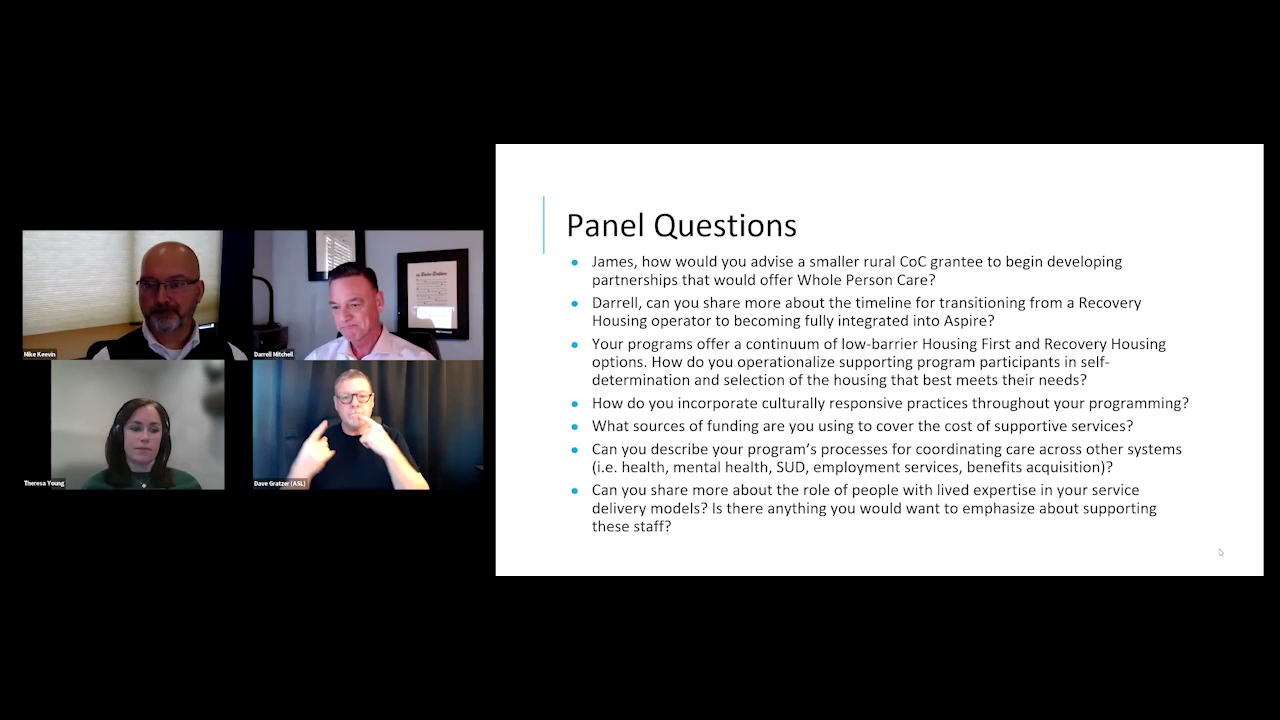 Mike Keevin
Darrell Mitchell
Theresa Young
Dave Gratzer (ASL)
Panel Questions
• James, how would you advise a smaller rural CoC grantee to begin developing
partnerships that would offer Whole Person Care?
• Darrell, can you share more about the timeline for transitioning from a Recovery
Housing operator to becoming fully integrated into Aspire?
• Your programs offer a continuum of low-barrier Housing First and Recovery Housing
options. How do you operationalize supporting program participants in self-
determination and selection of the housing that best meets their needs?
• How do you incorporate culturally responsive practices throughout your programming?
• What sources of funding are you using to cover the cost of supportive services?
• Can you describe your program’s processes for coordinating care across other systems
(i.e. health, mental health, SUD, employment services, benefits acquisition)?
• Can you share more about the role of people with lived expertise in your service
delivery models? Is there anything you would want to emphasize about supporting
these staff?